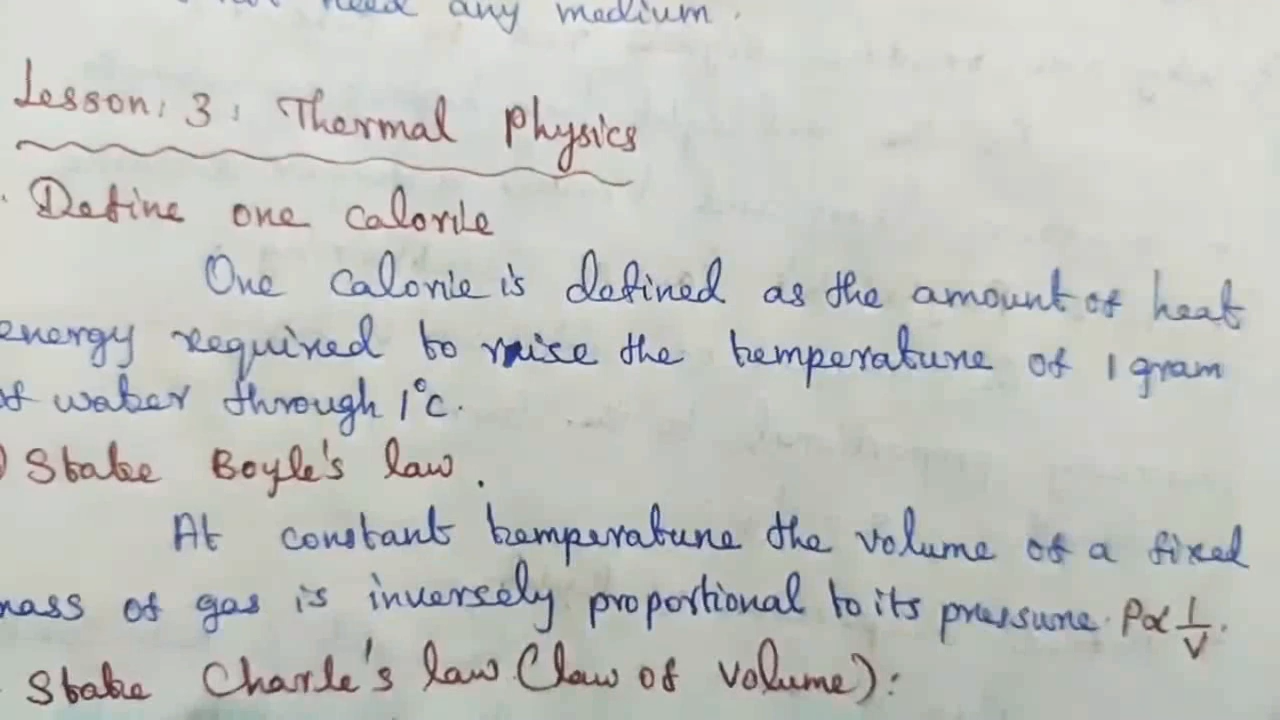 need any medium.
Lesson: 3: Thermal Physics
Define one calorie
One calorie is defined as the amount of heat
energy required to raise the temperature of 1 gram
of water through 1°c.
State Boyle's law.
At constant temperature the volume of a fixed
mass of gas is inversely proportional to its pressure. P∝ 1/V.
State Charle's law (law of volume):